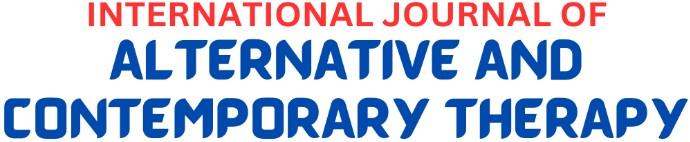 INTERNATIONAL JOURNAL OF
ALTERNATIVE AND
CONTEMPORARY THERAPY